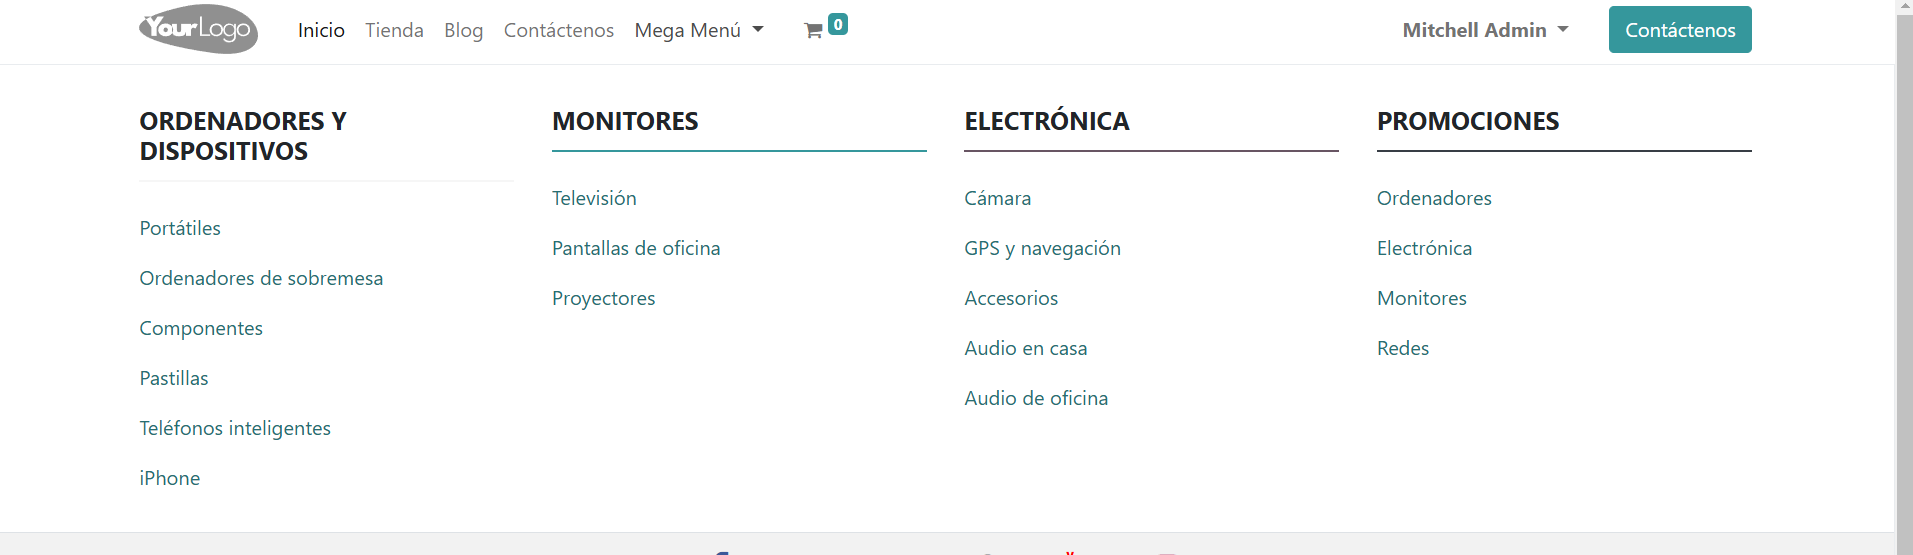 YourLogo
Inicio Tienda Blog Contáctenos Mega Menú 0 Mitchell Admin Contáctenos
ORDENADORES Y DISPOSITIVOS
Portátiles
Ordenadores de sobremesa
Componentes
Pastillas
Teléfonos inteligentes
iPhone
MONITORES
Televisión
Pantallas de oficina
Proyectores
ELECTRÓNICA
Cámara
GPS y navegación
Accesorios
Audio en casa
Audio de oficina
PROMOCIONES
Ordenadores
Electrónica
Monitores
Redes